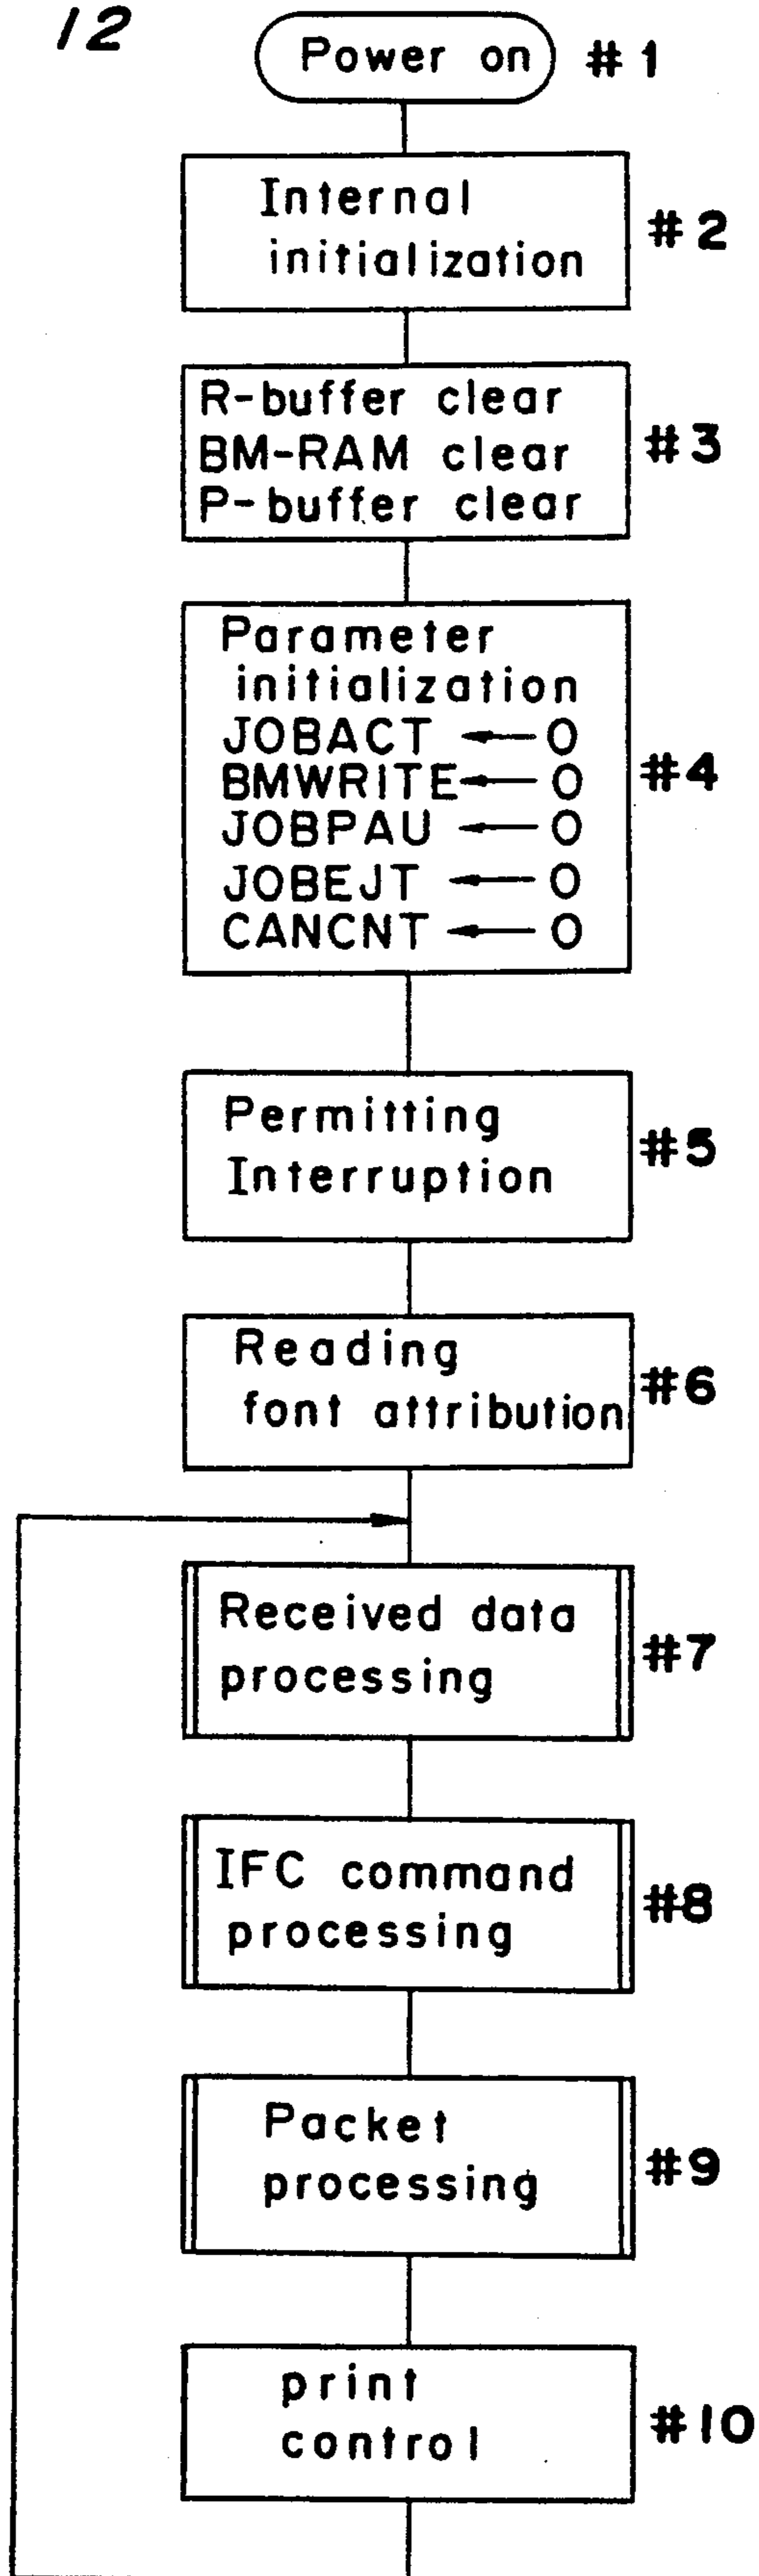 12
Power on #1
Internal
initialization
#2
R-buffer clear
BM-RAM clear
P-buffer clear
#3
Parameter
initialization
JOBACT ← 0
BMWRITE ← 0
JOBPAU ← 0
JOBEJT ← 0
CANCNT ← 0
#4
Permitting
Interruption
#5
Reading
font attribution
#6
Received data
processing
#7
IFC command
processing
#8
Packet
processing
#9
print
control
#10